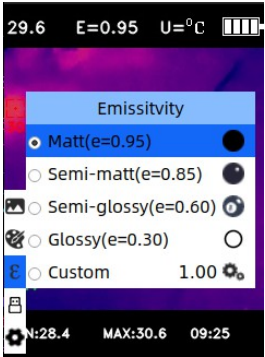 29.6 E=0.95 U=°C
Emissitvity
Matt(e=0.95)
Semi-matt(e=0.85)
Semi-glossy(e=0.60)
Glossy(e=0.30)
ε
Custom 1.00
N:28.4 MAX:30.6 09:25